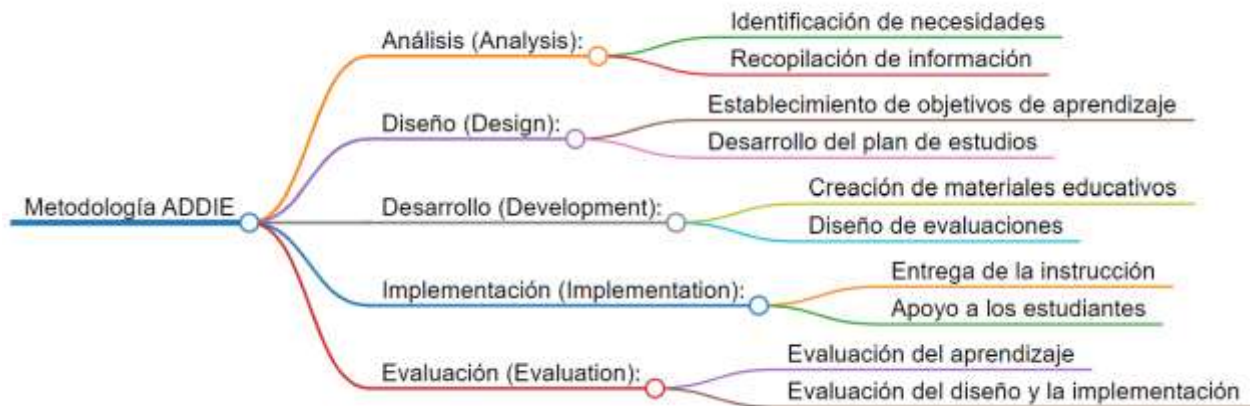 Metodología ADDIE
Análisis (Analysis):
Identificación de necesidades
Recopilación de información
Diseño (Design):
Establecimiento de objetivos de aprendizaje
Desarrollo del plan de estudios
Desarrollo (Development):
Creación de materiales educativos
Diseño de evaluaciones
Implementación (Implementation):
Entrega de la instrucción
Apoyo a los estudiantes
Evaluación (Evaluation):
Evaluación del aprendizaje
Evaluación del diseño y la implementación